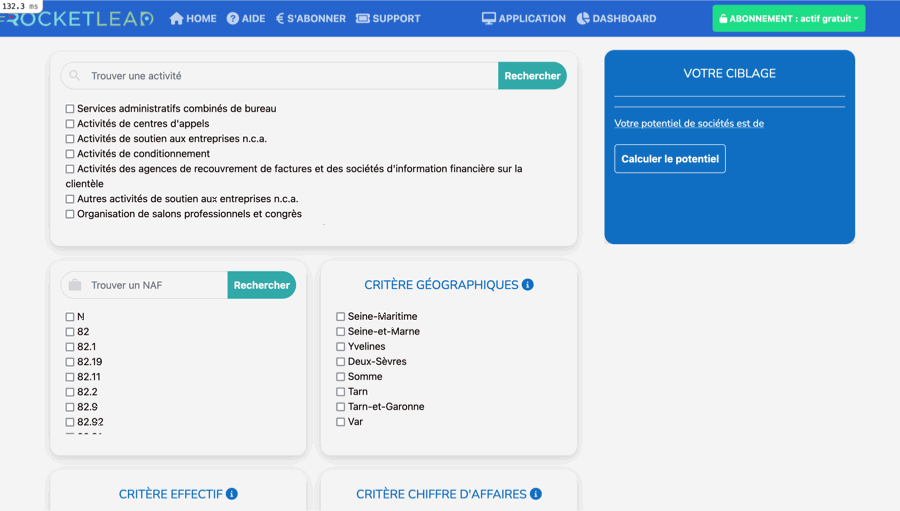 132.3 ms
ROCKETLEAD HOME AIDE € S'ABONNER SUPPORT APPLICATION DASHBOARD ABONNEMENT : actif gratuit
Trouver une activité Rechercher
Services administratifs combinés de bureau
Activités de centres d'appels
Activités de soutien aux entreprises n.c.a.
Activités de conditionnement
Activités des agences de recouvrement de factures et des sociétés d'information financière sur la
clientèle
Autres activités de soutien aux entreprises n.c.a.
Organisation de salons professionnels et congrès
VOTRE CIBLAGE
Votre potentiel de sociétés est de
Calculer le potentiel
Trouver un NAF Rechercher
N
82
82.1
82.19
82.11
82.2
82.9
82.92
CRITÈRE GÉOGRAPHIQUES
Seine-Maritime
Seine-et-Marne
Yvelines
Deux-Sèvres
Somme
Tarn
Tarn-et-Garonne
Var
CRITÈRE EFFECTIF
CRITÈRE CHIFFRE D'AFFAIRES